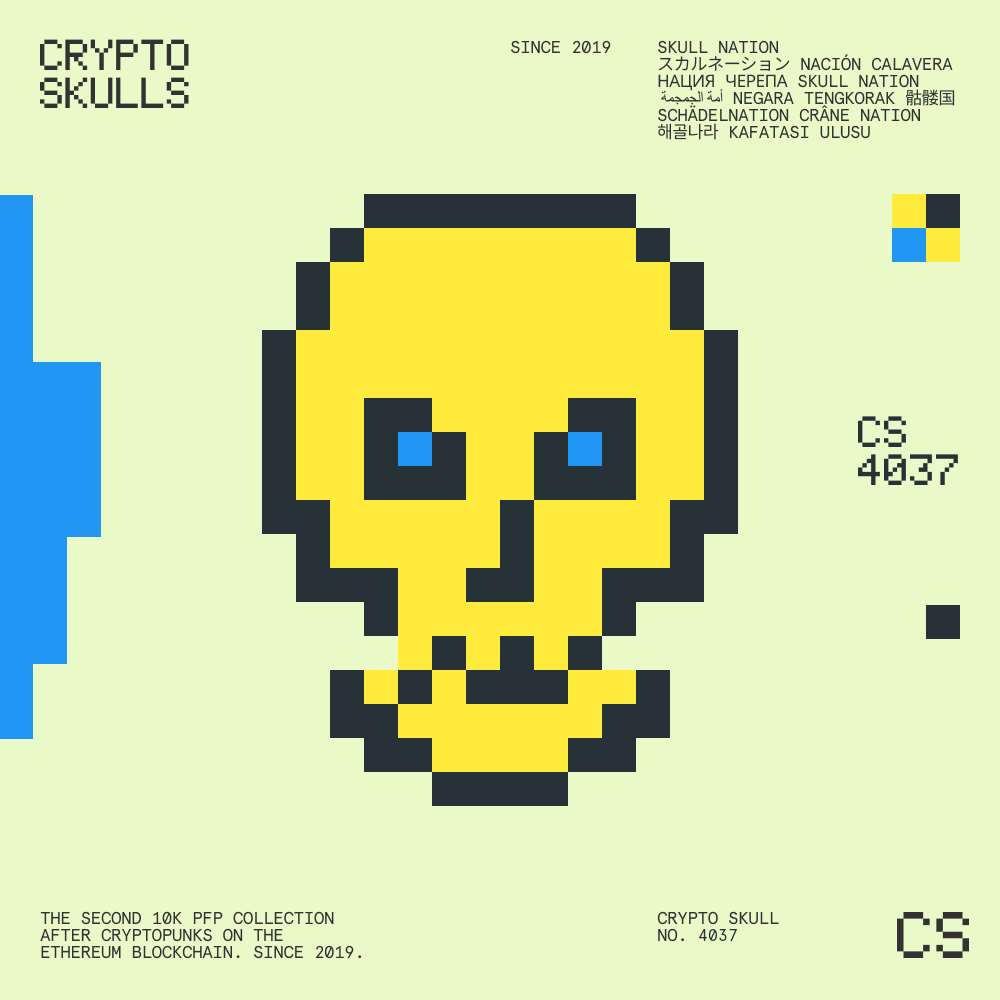 CRYPTO
SKULLS
SINCE 2019
SKULL NATION
スカルネーション NACIÓN CALAVERA
НАЦИЯ ЧЕРЕПА SKULL NATION
أمة الجمجمة NEGARA TENGKORAK 骷髅国
SCHÄDELNATION CRÂNE NATION
해골나라 KAFATASI ULUSU
CS
4037
THE SECOND 10K PFP COLLECTION
AFTER CRYPTOPUNKS ON THE
ETHEREUM BLOCKCHAIN. SINCE 2019.
CRYPTO SKULL
NO. 4037
CS